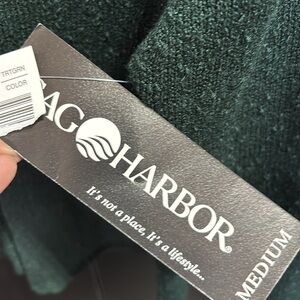 TRTGRN
COLOR
AG HARBOR®
It's not a place, It's a lifestyle...
MEDIUM